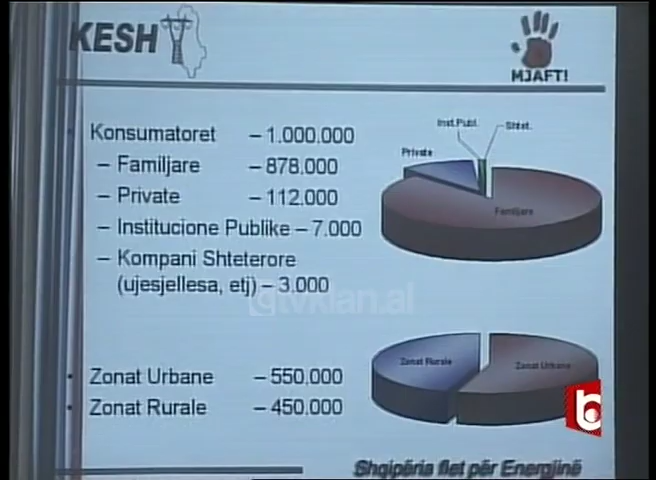 KESH
MJAFT!
Konsumatoret – 1.000.000
– Familjare – 878.000
– Private – 112.000
– Institucione Publike – 7.000
– Kompani Shteterore
(ujesjellesa, etj) – 3.000
Inst.Publ. Shtet.
Private
Familjare
gtvklan.al
• Zonat Urbane – 550.000
• Zonat Rurale – 450.000
Zonat Rurale Zonat Urbane
b
Shqipëria flet për Energjinë